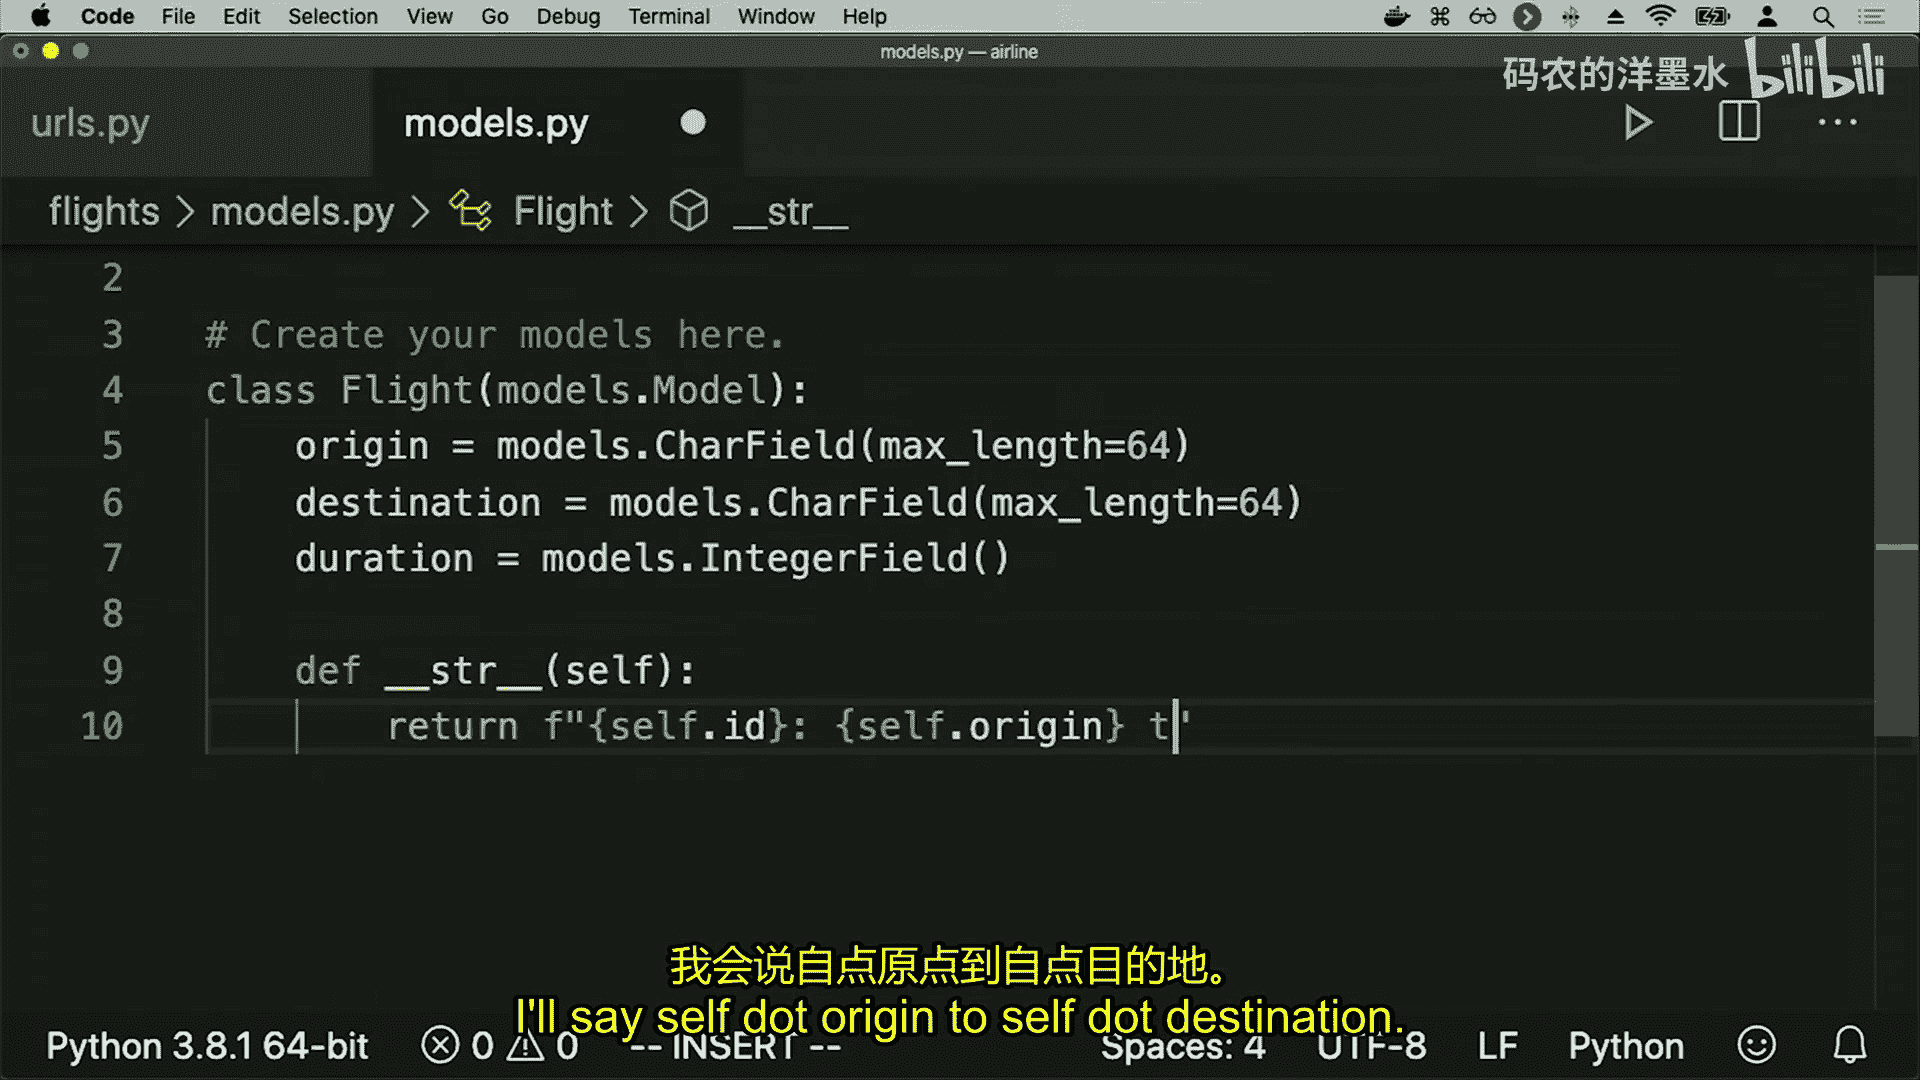 Code File Edit Selection View Go Debug Terminal Window Help
models.py — airline
码农的洋墨水 bilibili
urls.py models.py
flights > models.py > Flight > __str__
2
3 # Create your models here.
4 class Flight(models.Model):
5 origin = models.CharField(max_length=64)
6 destination = models.CharField(max_length=64)
7 duration = models.IntegerField()
8
9 def __str__(self):
10 return f"{self.id}: {self.origin} t"
我会说自点原点到自点目的地。
I'll say self dot origin to self dot destination.
Python 3.8.1 64-bit 0 0 -- INSERT -- Spaces: 4 UTF-8 LF Python